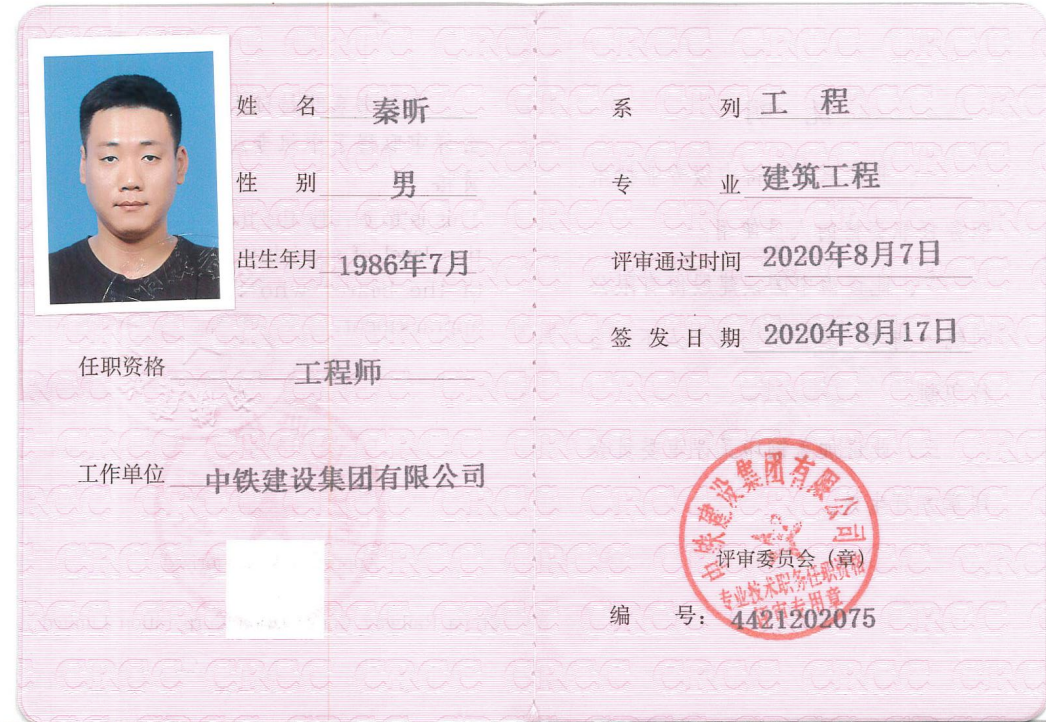 姓 名 秦昕
性 别 男
出生年月 1986年7月
任职资格 工程师
工作单位 中铁建设集团有限公司
系 列 工 程
专 业 建筑工程
评审通过时间 2020年8月7日
签 发 日 期 2020年8月17日
中铁建设集团有限公司
评审委员会（章）
专业技术职务任职资格
评审专用章
编 号： 4421202075
CRCC CRCC CRCC CRCC